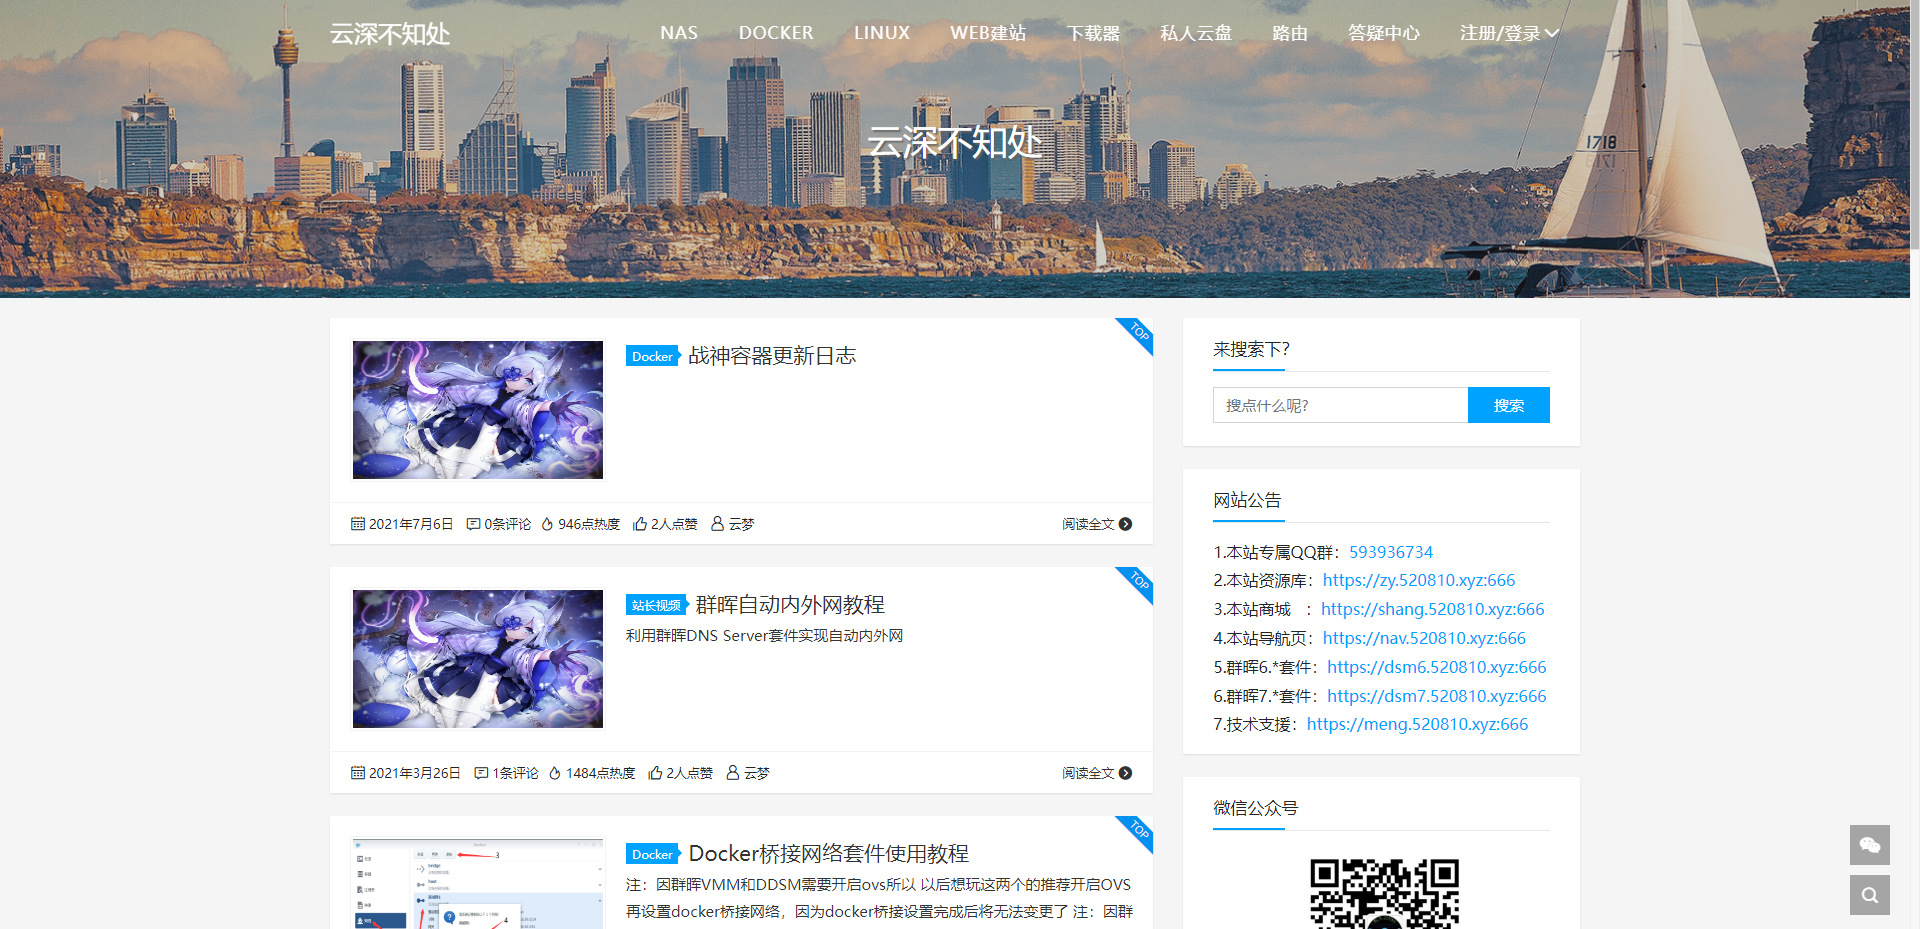 云深不知处
NAS DOCKER LINUX WEB建站 下载器 私人云盘 路由 答疑中心 注册/登录
云深不知处
1718
TOP
Docker 战神容器更新日志
2021年7月6日 0条评论 946点热度 2人点赞 云梦 阅读全文
TOP
站长视频 群晖自动内外网教程
利用群晖DNS Server套件实现自动内外网
2021年3月26日 1条评论 1484点热度 2人点赞 云梦 阅读全文
TOP
Docker Docker桥接网络套件使用教程
注：因群晖VMM和DDSM需要开启ovs所以 以后想玩这两个的推荐开启OVS
再设置docker桥接网络，因为docker桥接设置完成后将无法变更了 注：因群
3
4
来搜索下?
搜点什么呢? 搜索
网站公告
1.本站专属QQ群：593936734
2.本站资源库：https://zy.520810.xyz:666
3.本站商城 ：https://shang.520810.xyz:666
4.本站导航页：https://nav.520810.xyz:666
5.群晖6.*套件：https://dsm6.520810.xyz:666
6.群晖7.*套件：https://dsm7.520810.xyz:666
7.技术支援：https://meng.520810.xyz:666
微信公众号